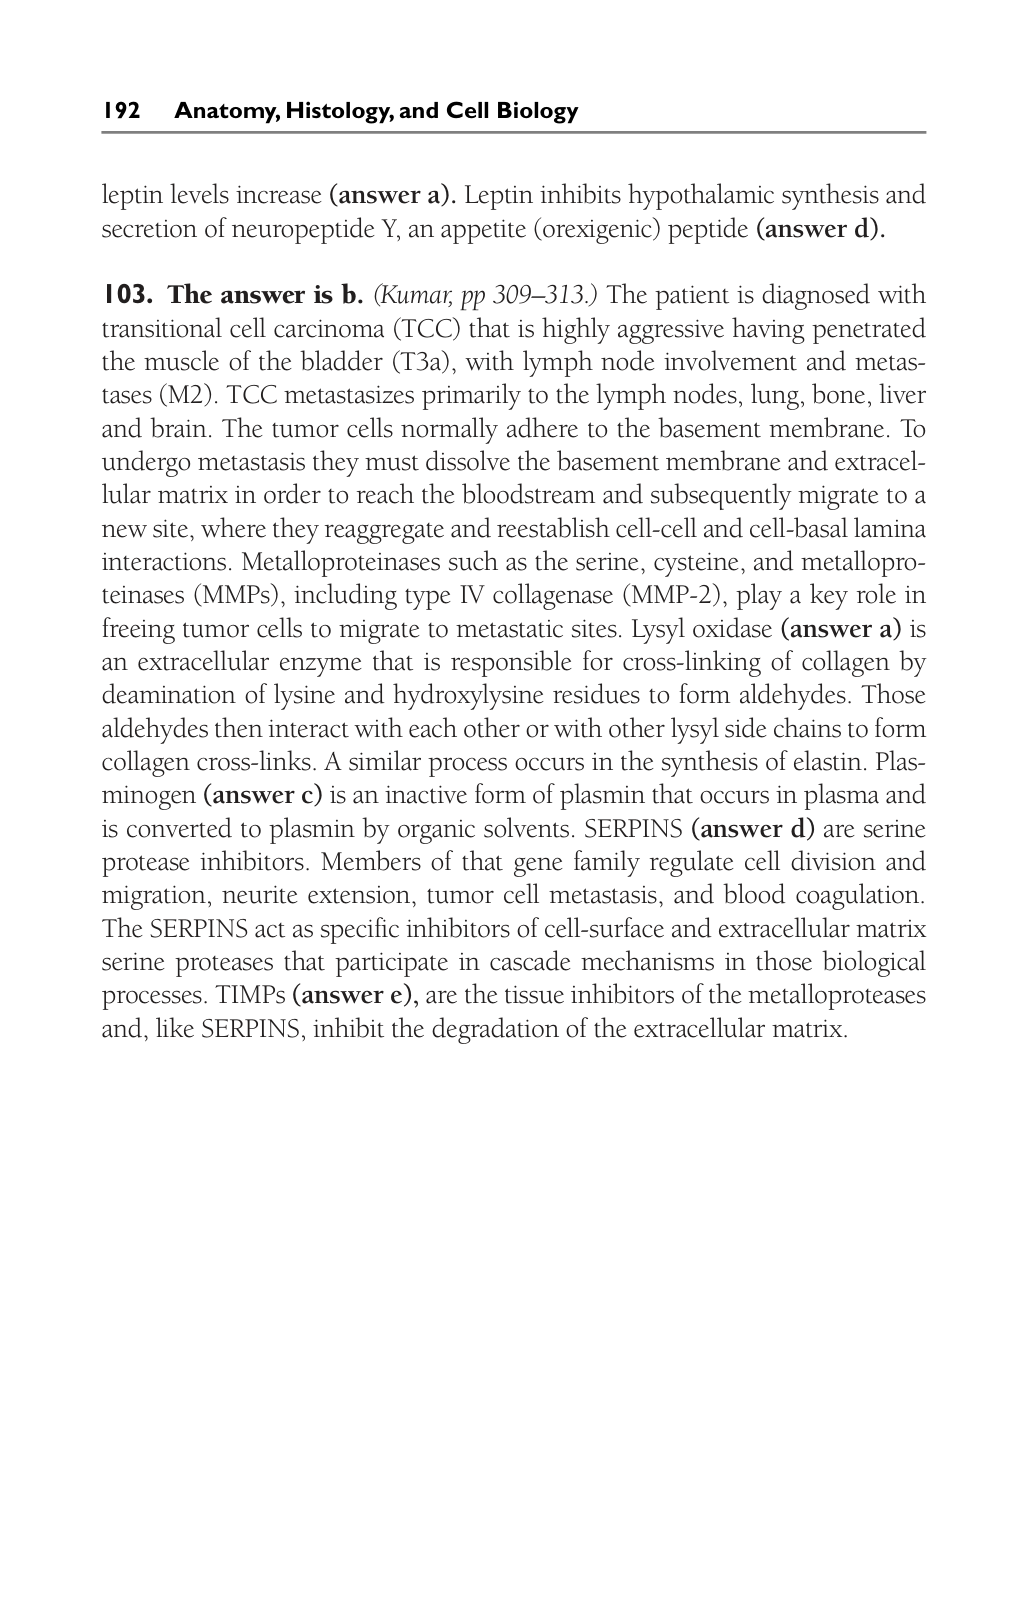 192 Anatomy, Histology, and Cell Biology
leptin levels increase (answer a). Leptin inhibits hypothalamic synthesis and
secretion of neuropeptide Y, an appetite (orexigenic) peptide (answer d).
103. The answer is b. (Kumar, pp 309–313.) The patient is diagnosed with
transitional cell carcinoma (TCC) that is highly aggressive having penetrated
the muscle of the bladder (T3a), with lymph node involvement and metas-
tases (M2). TCC metastasizes primarily to the lymph nodes, lung, bone, liver
and brain. The tumor cells normally adhere to the basement membrane. To
undergo metastasis they must dissolve the basement membrane and extracel-
lular matrix in order to reach the bloodstream and subsequently migrate to a
new site, where they reaggregate and reestablish cell-cell and cell-basal lamina
interactions. Metalloproteinases such as the serine, cysteine, and metallopro-
teinases (MMPs), including type IV collagenase (MMP-2), play a key role in
freeing tumor cells to migrate to metastatic sites. Lysyl oxidase (answer a) is
an extracellular enzyme that is responsible for cross-linking of collagen by
deamination of lysine and hydroxylysine residues to form aldehydes. Those
aldehydes then interact with each other or with other lysyl side chains to form
collagen cross-links. A similar process occurs in the synthesis of elastin. Plas-
minogen (answer c) is an inactive form of plasmin that occurs in plasma and
is converted to plasmin by organic solvents. SERPINS (answer d) are serine
protease inhibitors. Members of that gene family regulate cell division and
migration, neurite extension, tumor cell metastasis, and blood coagulation.
The SERPINS act as specific inhibitors of cell-surface and extracellular matrix
serine proteases that participate in cascade mechanisms in those biological
processes. TIMPs (answer e), are the tissue inhibitors of the metalloproteases
and, like SERPINS, inhibit the degradation of the extracellular matrix.